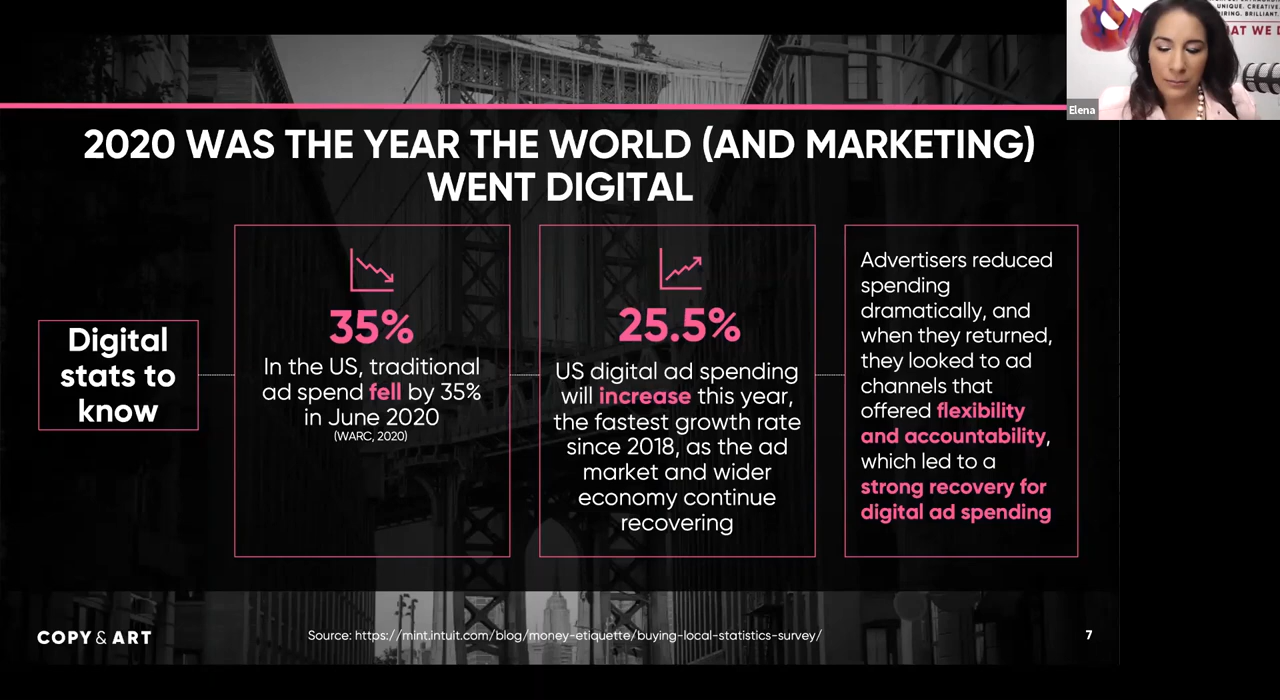 UNIQUE. CREATIVE.
BRILLIANT.
HAT WE D
Elena
2020 WAS THE YEAR THE WORLD (AND MARKETING)
WENT DIGITAL
Digital
stats to
know
35%
In the US, traditional
ad spend fell by 35%
in June 2020
(WARC, 2020)
25.5%
US digital ad spending
will increase this year,
the fastest growth rate
since 2018, as the ad
market and wider
economy continue
recovering
Advertisers reduced
spending
dramatically, and
when they returned,
they looked to ad
channels that
offered flexibility
and accountability,
which led to a
strong recovery for
digital ad spending
COPY & ART
Source: https://mint.intuit.com/blog/money-etiquette/buying-local-statistics-survey/
7